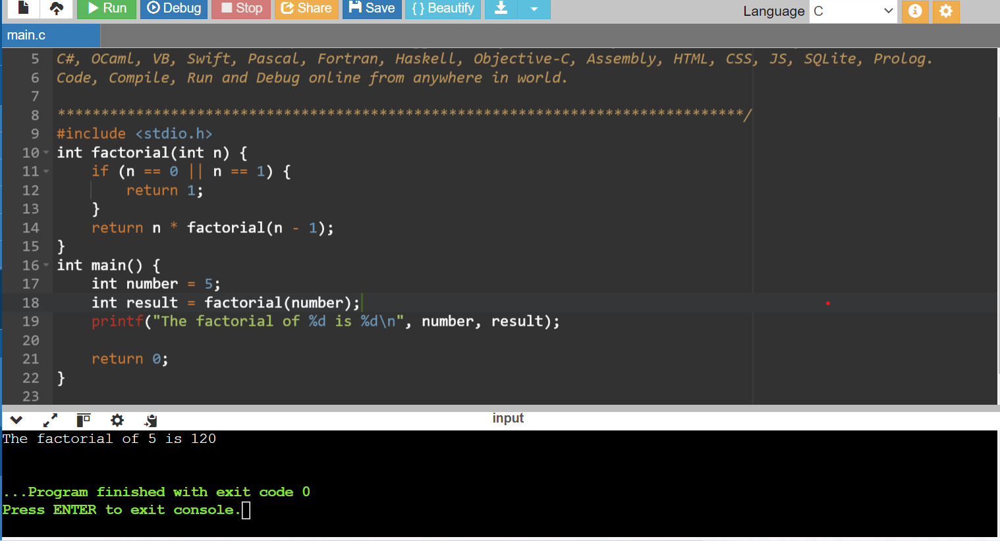 Run Debug Stop Share Save { } Beautify Language C
main.c
5 C#, OCaml, VB, Swift, Pascal, Fortran, Haskell, Objective-C, Assembly, HTML, CSS, JS, SQLite, Prolog.
6 Code, Compile, Run and Debug online from anywhere in world.
7
8 *******************************************************************************/
9 #include <stdio.h>
10 int factorial(int n) {
11     if (n == 0 || n == 1) {
12         return 1;
13     }
14     return n * factorial(n - 1);
15 }
16 int main() {
17     int number = 5;
18     int result = factorial(number);
19     printf("The factorial of %d is %d\n", number, result);
20
21     return 0;
22 }
23
input
The factorial of 5 is 120
...Program finished with exit code 0
Press ENTER to exit console.